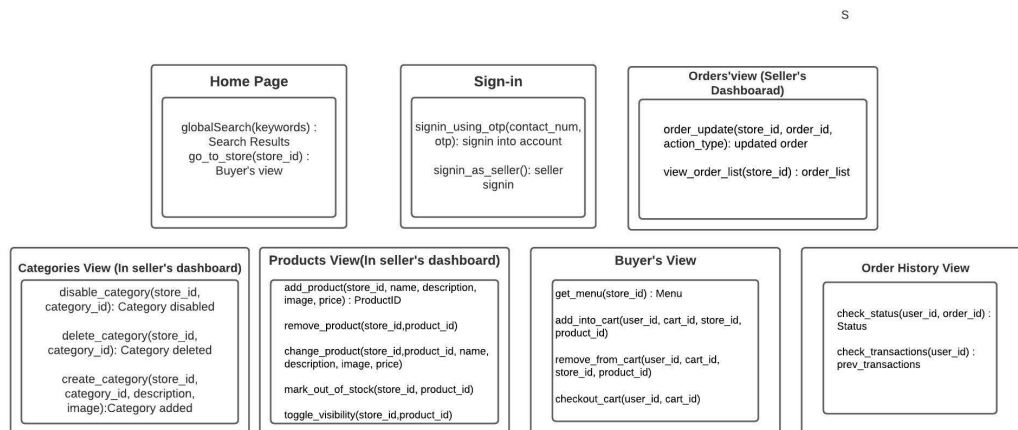 S
Home Page
globalSearch(keywords) :
Search Results
go_to_store(store_id) :
Buyer's view
Sign-in
signin_using_otp(contact_num,
otp): signin into account
signin_as_seller(): seller
signin
Orders'view (Seller's
Dashboarad)
order_update(store_id, order_id,
action_type): updated order
view_order_list(store_id) : order_list
Categories View (In seller's dashboard)
disable_category(store_id,
category_id): Category disabled
delete_category(store_id,
category_id): Category deleted
create_category(store_id,
category_id, description,
image):Category added
Products View(In seller's dashboard)
add_product(store_id, name, description,
image, price) : ProductID
remove_product(store_id,product_id)
change_product(store_id,product_id, name,
description, image, price)
mark_out_of_stock(store_id, product_id)
toggle_visibility(store_id,product_id)
Buyer's View
get_menu(store_id) : Menu
add_into_cart(user_id, cart_id, store_id,
product_id)
remove_from_cart(user_id, cart_id,
store_id, product_id)
checkout_cart(user_id, cart_id)
Order History View
check_status(user_id, order_id) :
Status
check_transactions(user_id) :
prev_transactions